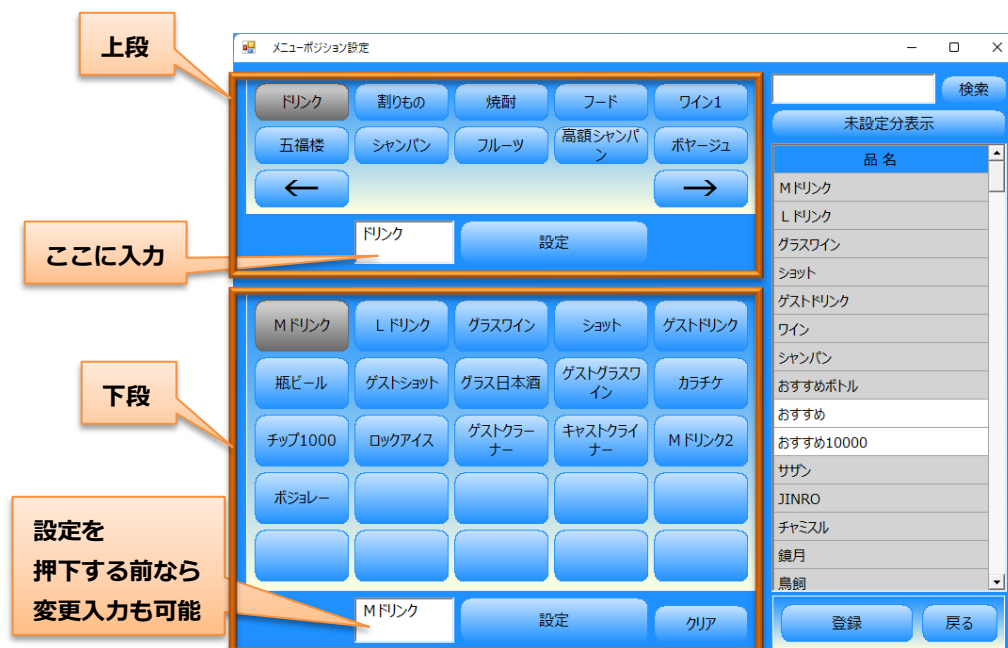 上段
メニューポジション設定
ドリンク 割りもの 焼酎 フード ワイン1
五福楼 シャンパン フルーツ 高額シャンパ
ン ボヤージュ
← →
ここに入力
ドリンク 設定
Mドリンク Lドリンク グラスワイン ショット ゲストドリンク
瓶ビール ゲストショット グラス日本酒 ゲストグラスワ
イン カラチケ
下段
チップ1000 ロックアイス ゲストクラー
ナー キャストクライ
ナー Mドリンク2
ボジョレー
設定を
押下する前なら
変更入力も可能
Mドリンク 設定 クリア
検索
未設定分表示
品名
Mドリンク
Lドリンク
グラスワイン
ショット
ゲストドリンク
ワイン
シャンパン
おすすめボトル
おすすめ
おすすめ10000
サザン
JINRO
チャミスル
鏡月
鳥飼
登録 戻る